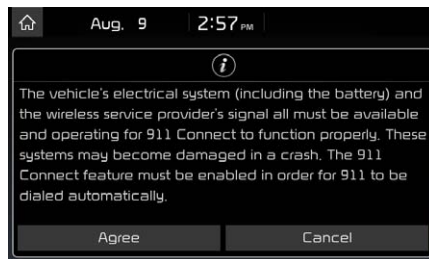 Aug. 9 2:57 PM
i
The vehicle's electrical system (including the battery) and
the wireless service provider's signal all must be available
and operating for 911 Connect to function properly. These
systems may become damaged in a crash. The 911
Connect feature must be enabled in order for 911 to be
dialed automatically.
Agree Cancel